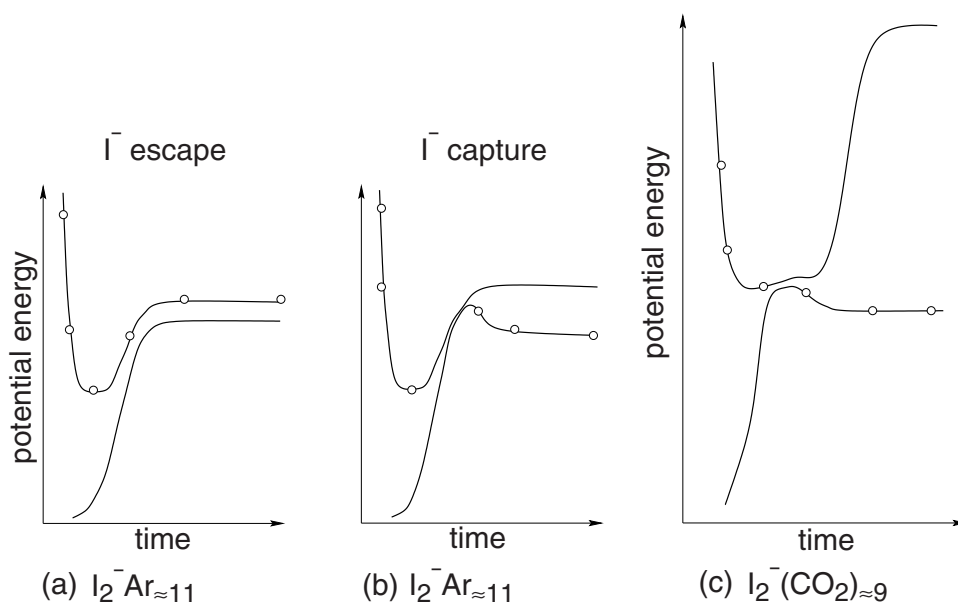 I⁻ escape
I⁻ capture
potential energy
potential energy
time
time
time
(a) I₂⁻Ar≈11
(b) I₂⁻Ar≈11
(c) I₂⁻(CO₂)≈9